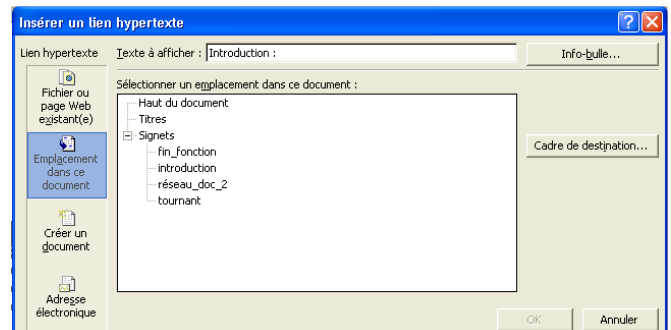 Insérer un lien hypertexte
Lien hypertexte
Texte à afficher : Introduction :
Info-bulle...
Fichier ou
page Web
existant(e)
Emplacement
dans ce
document
Créer un
document
Adresse
électronique
Sélectionner un emplacement dans ce document :
Haut du document
Titres
Signets
fin_fonction
introduction
réseau_doc_2
tournant
Cadre de destination...
OK
Annuler